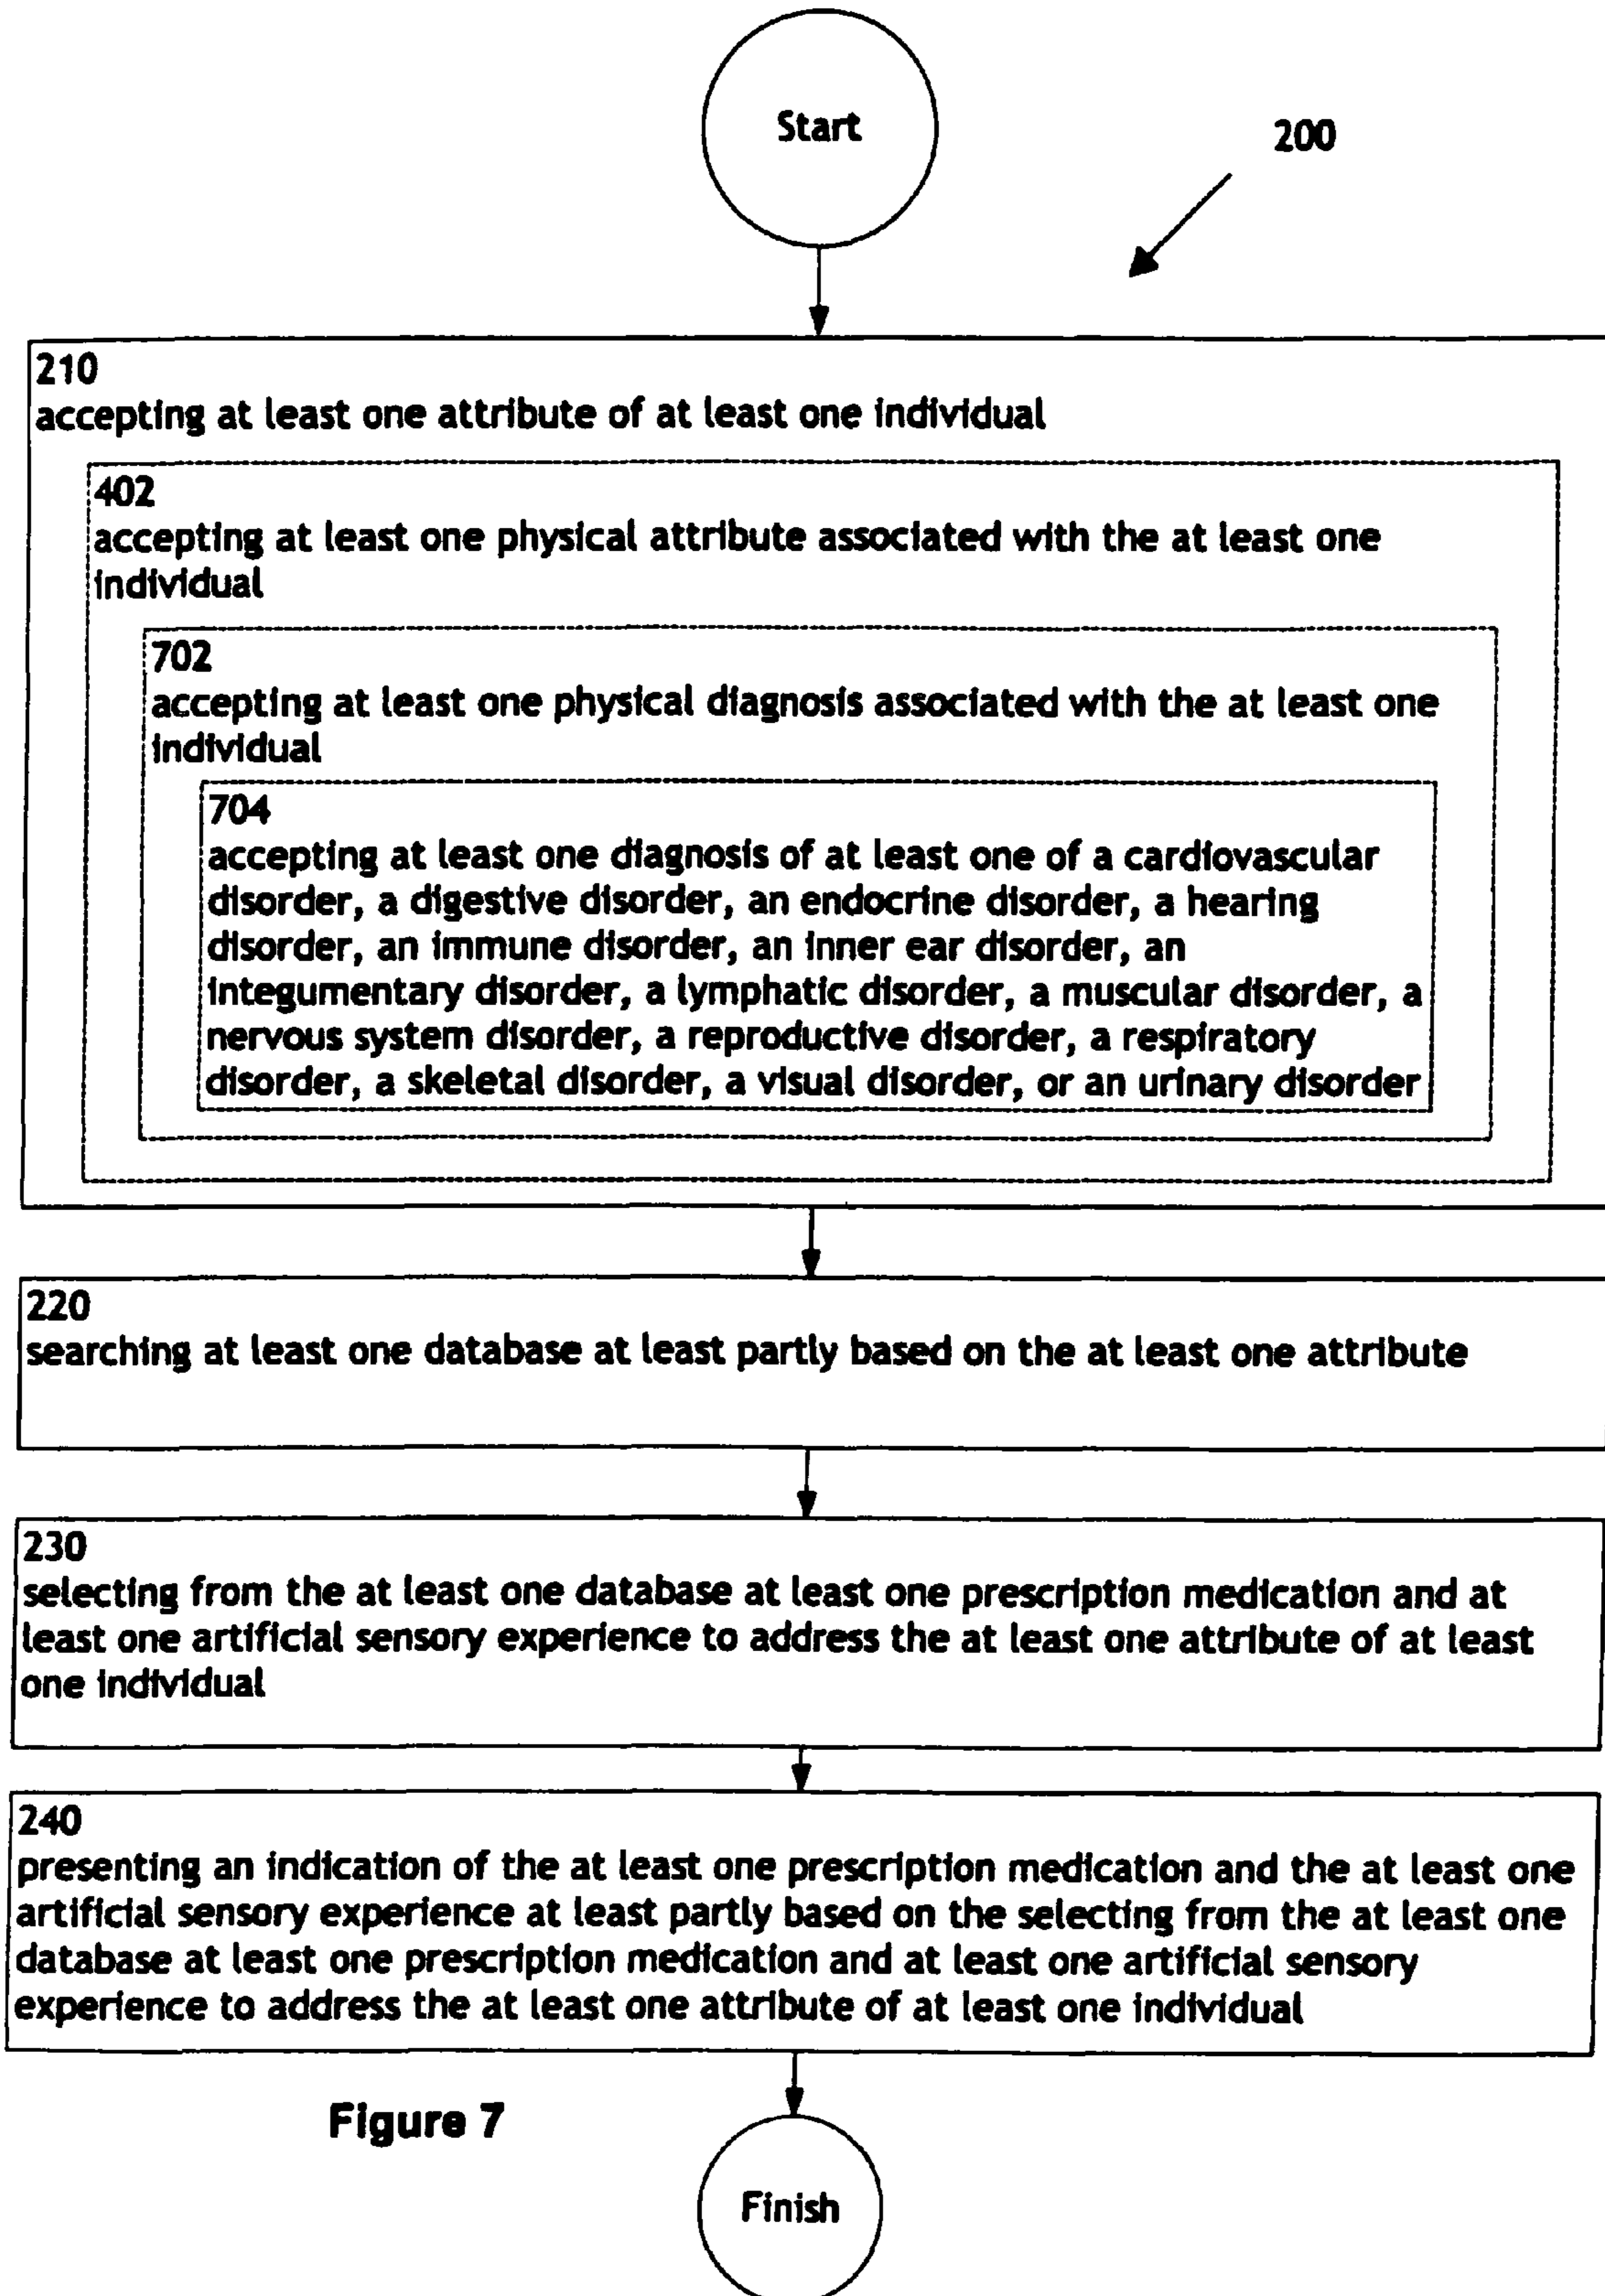 Start
200
210
accepting at least one attribute of at least one individual
402
accepting at least one physical attribute associated with the at least one
individual
702
accepting at least one physical diagnosis associated with the at least one
individual
704
accepting at least one diagnosis of at least one of a cardiovascular
disorder, a digestive disorder, an endocrine disorder, a hearing
disorder, an immune disorder, an inner ear disorder, an
integumentary disorder, a lymphatic disorder, a muscular disorder, a
nervous system disorder, a reproductive disorder, a respiratory
disorder, a skeletal disorder, a visual disorder, or an urinary disorder
220
searching at least one database at least partly based on the at least one attribute
230
selecting from the at least one database at least one prescription medication and at
least one artificial sensory experience to address the at least one attribute of at least
one individual
240
presenting an indication of the at least one prescription medication and the at least one
artificial sensory experience at least partly based on the selecting from the at least one
database at least one prescription medication and at least one artificial sensory
experience to address the at least one attribute of at least one individual
Figure 7
Finish